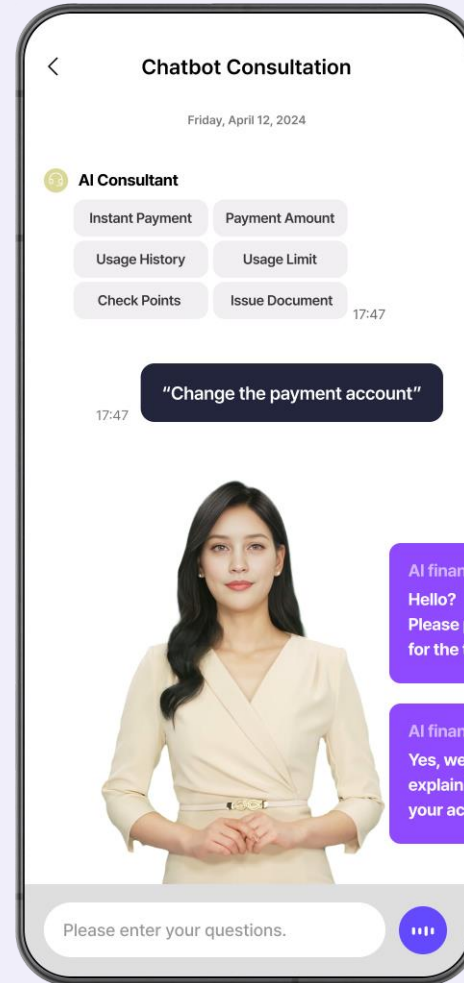 Chatbot Consultation
Friday, April 12, 2024
AI Consultant
Instant Payment
Payment Amount
Usage History
Usage Limit
Check Points
Issue Document
17:47
“Change the payment account”
17:47
AI
Hello?
Please
for the
AI
Yes,
explain
your
Please enter your questions.